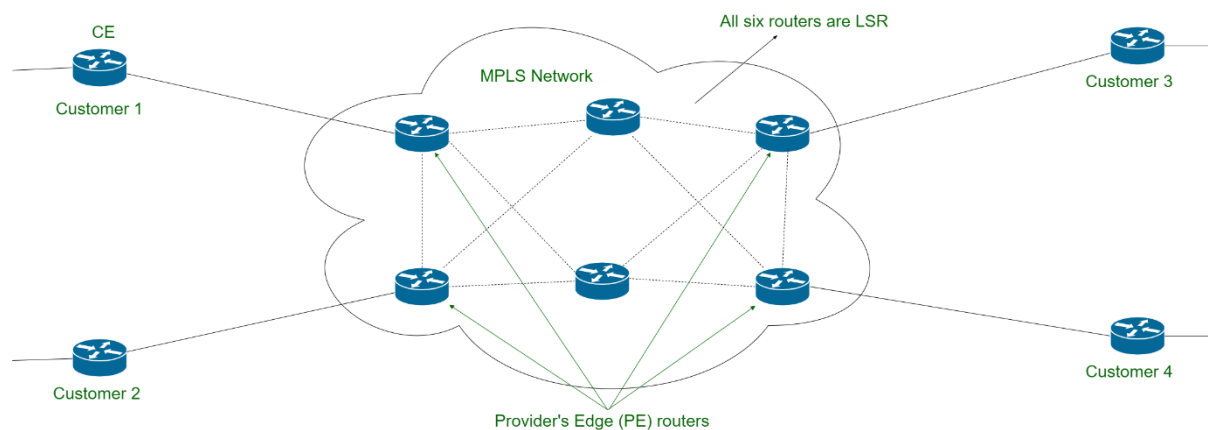 All six routers are LSR
CE
MPLS Network
Customer 1
Customer 3
Customer 2
Customer 4
Provider's Edge (PE) routers